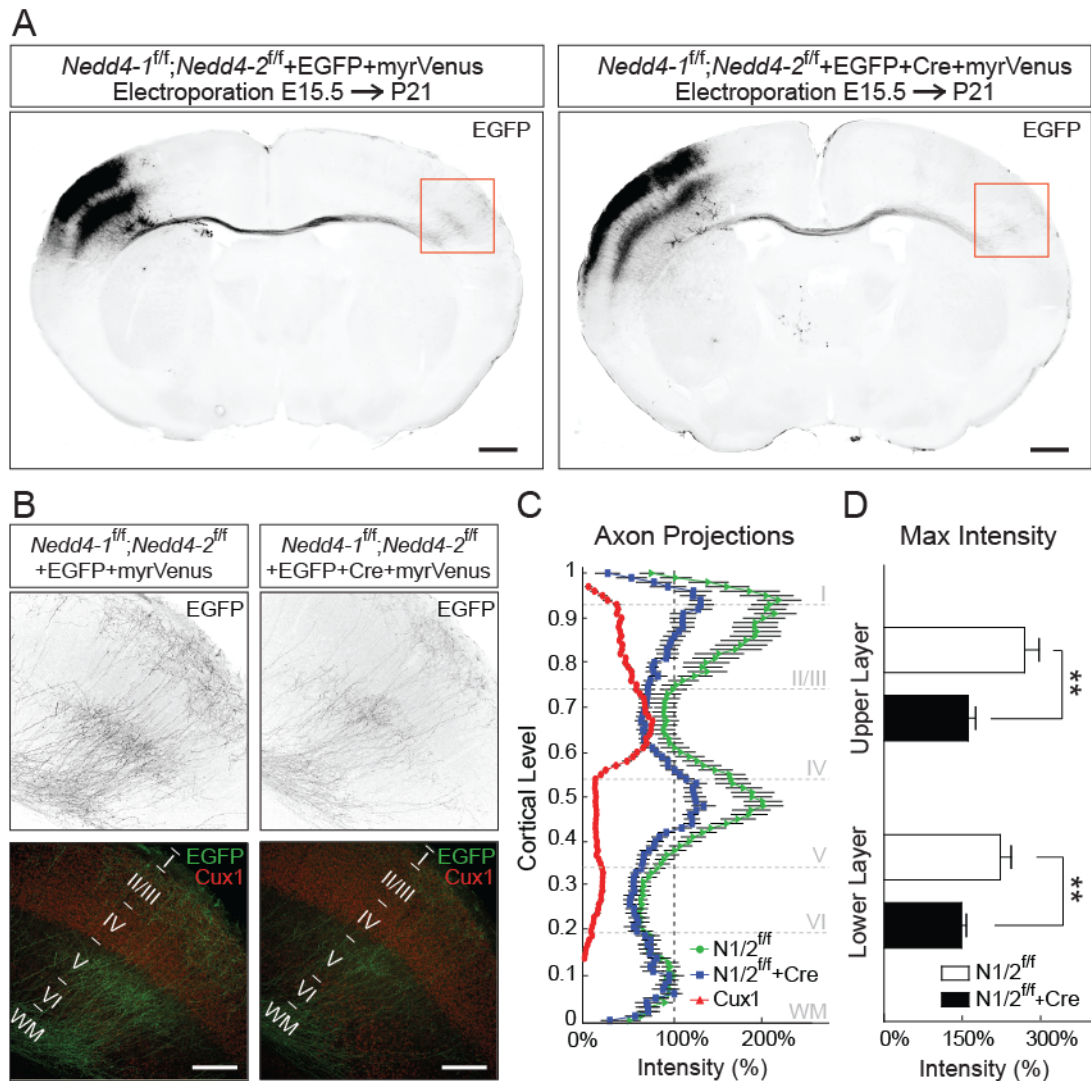 A
Nedd4-1f/f;Nedd4-2f/f+EGFP+myrVenus
Electroporation E15.5 → P21
EGFP
Nedd4-1f/f;Nedd4-2f/f+EGFP+Cre+myrVenus
Electroporation E15.5 → P21
EGFP
B
Nedd4-1f/f;Nedd4-2f/f
+EGFP+myrVenus
EGFP
Nedd4-1f/f;Nedd4-2f/f
+EGFP+Cre+myrVenus
EGFP
EGFP
Cux1
I
II/III
IV
V
VI
WM
EGFP
Cux1
I
II/III
IV
V
VI
WM
C
Axon Projections
Cortical Level
1
0.9
0.8
0.7
0.6
0.5
0.4
0.3
0.2
0.1
0
I
II/III
IV
V
VI
WM
N1/2f/f
N1/2f/f+Cre
Cux1
0%
100%
200%
Intensity (%)
D
Max Intensity
Upper Layer
**
Lower Layer
**
N1/2f/f
N1/2f/f+Cre
0%
150%
300%
Intensity (%)